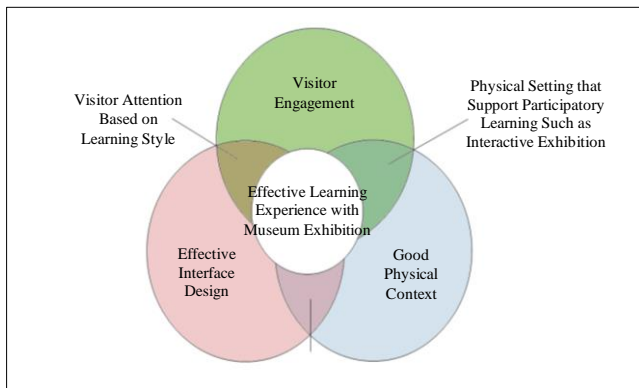 Visitor
Engagement
Visitor Attention
Based on
Learning Style
Physical Setting that
Support Participatory
Learning Such as
Interactive Exhibition
Effective Learning
Experience with
Museum Exhibition
Effective
Interface
Design
Good
Physical
Context